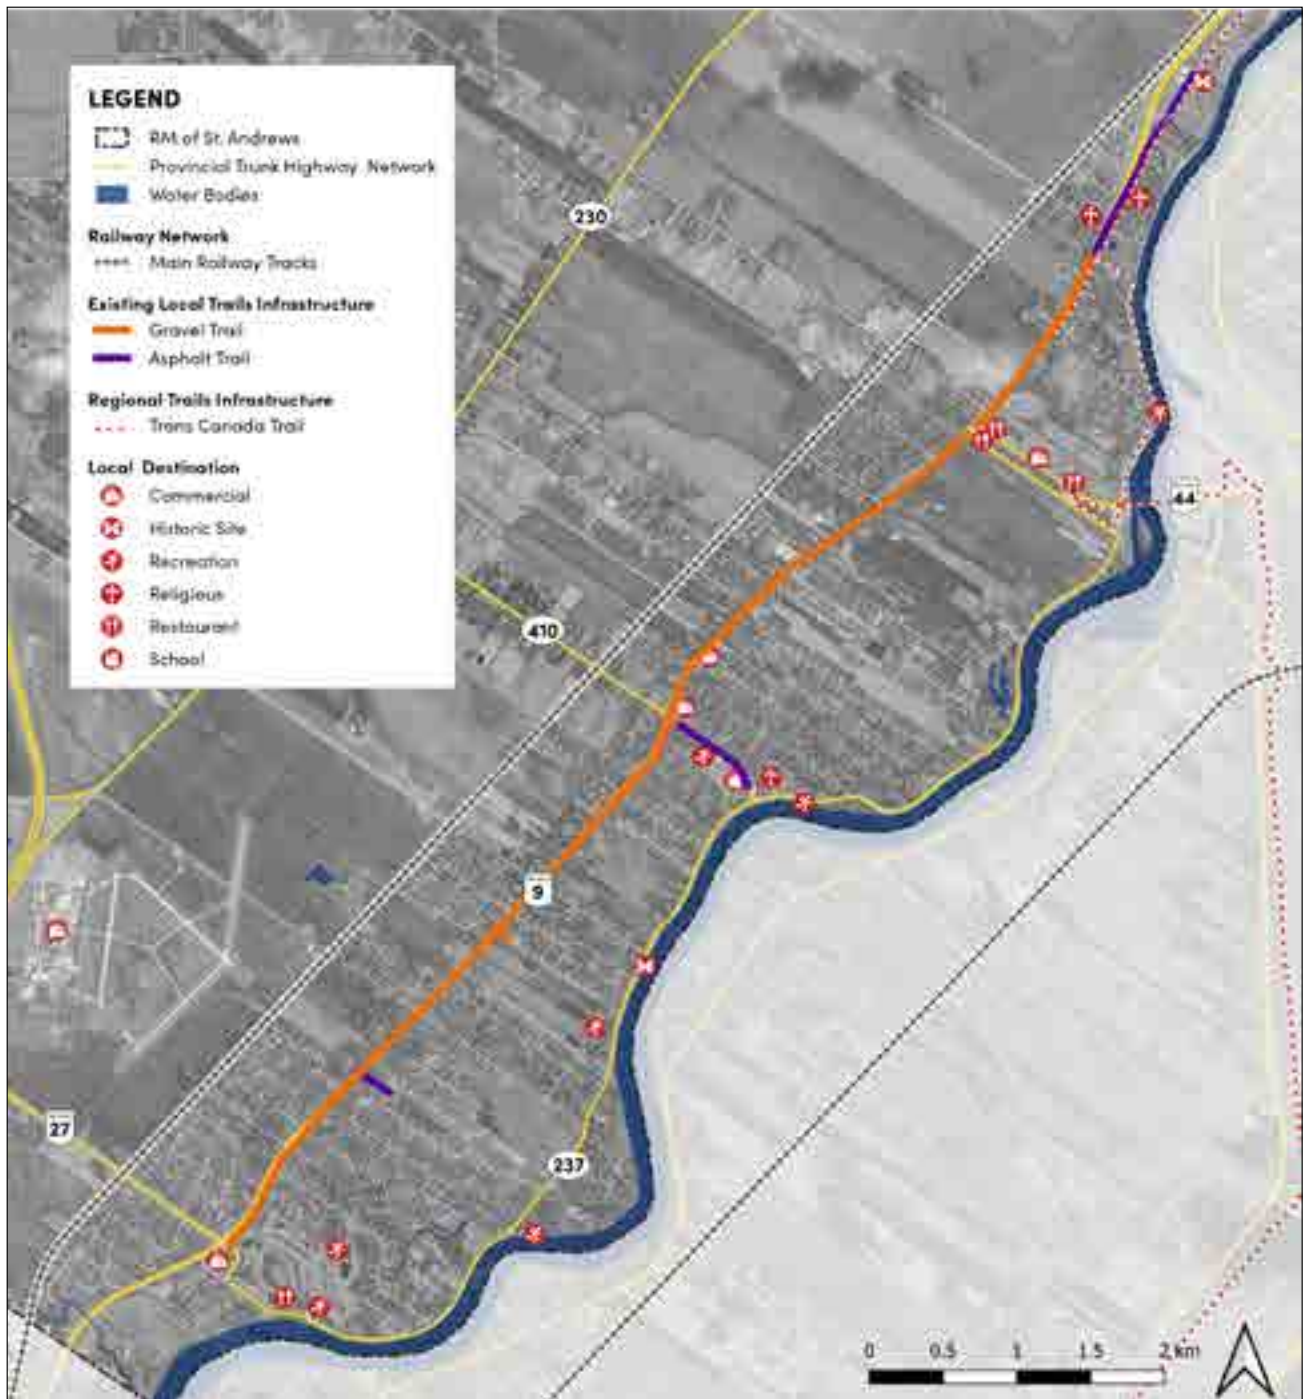 LEGEND
RM of St. Andrews
Provincial Trunk Highway Network
Water Bodies
Railway Network
Main Railway Tracks
Existing Local Trails Infrastructure
Gravel Trail
Asphalt Trail
Regional Trails Infrastructure
Trans Canada Trail
Local Destination
Commercial
Historic Site
Recreation
Religious
Restaurant
School
230
44
410
9
27
237
0 0.5 1 1.5 2 km